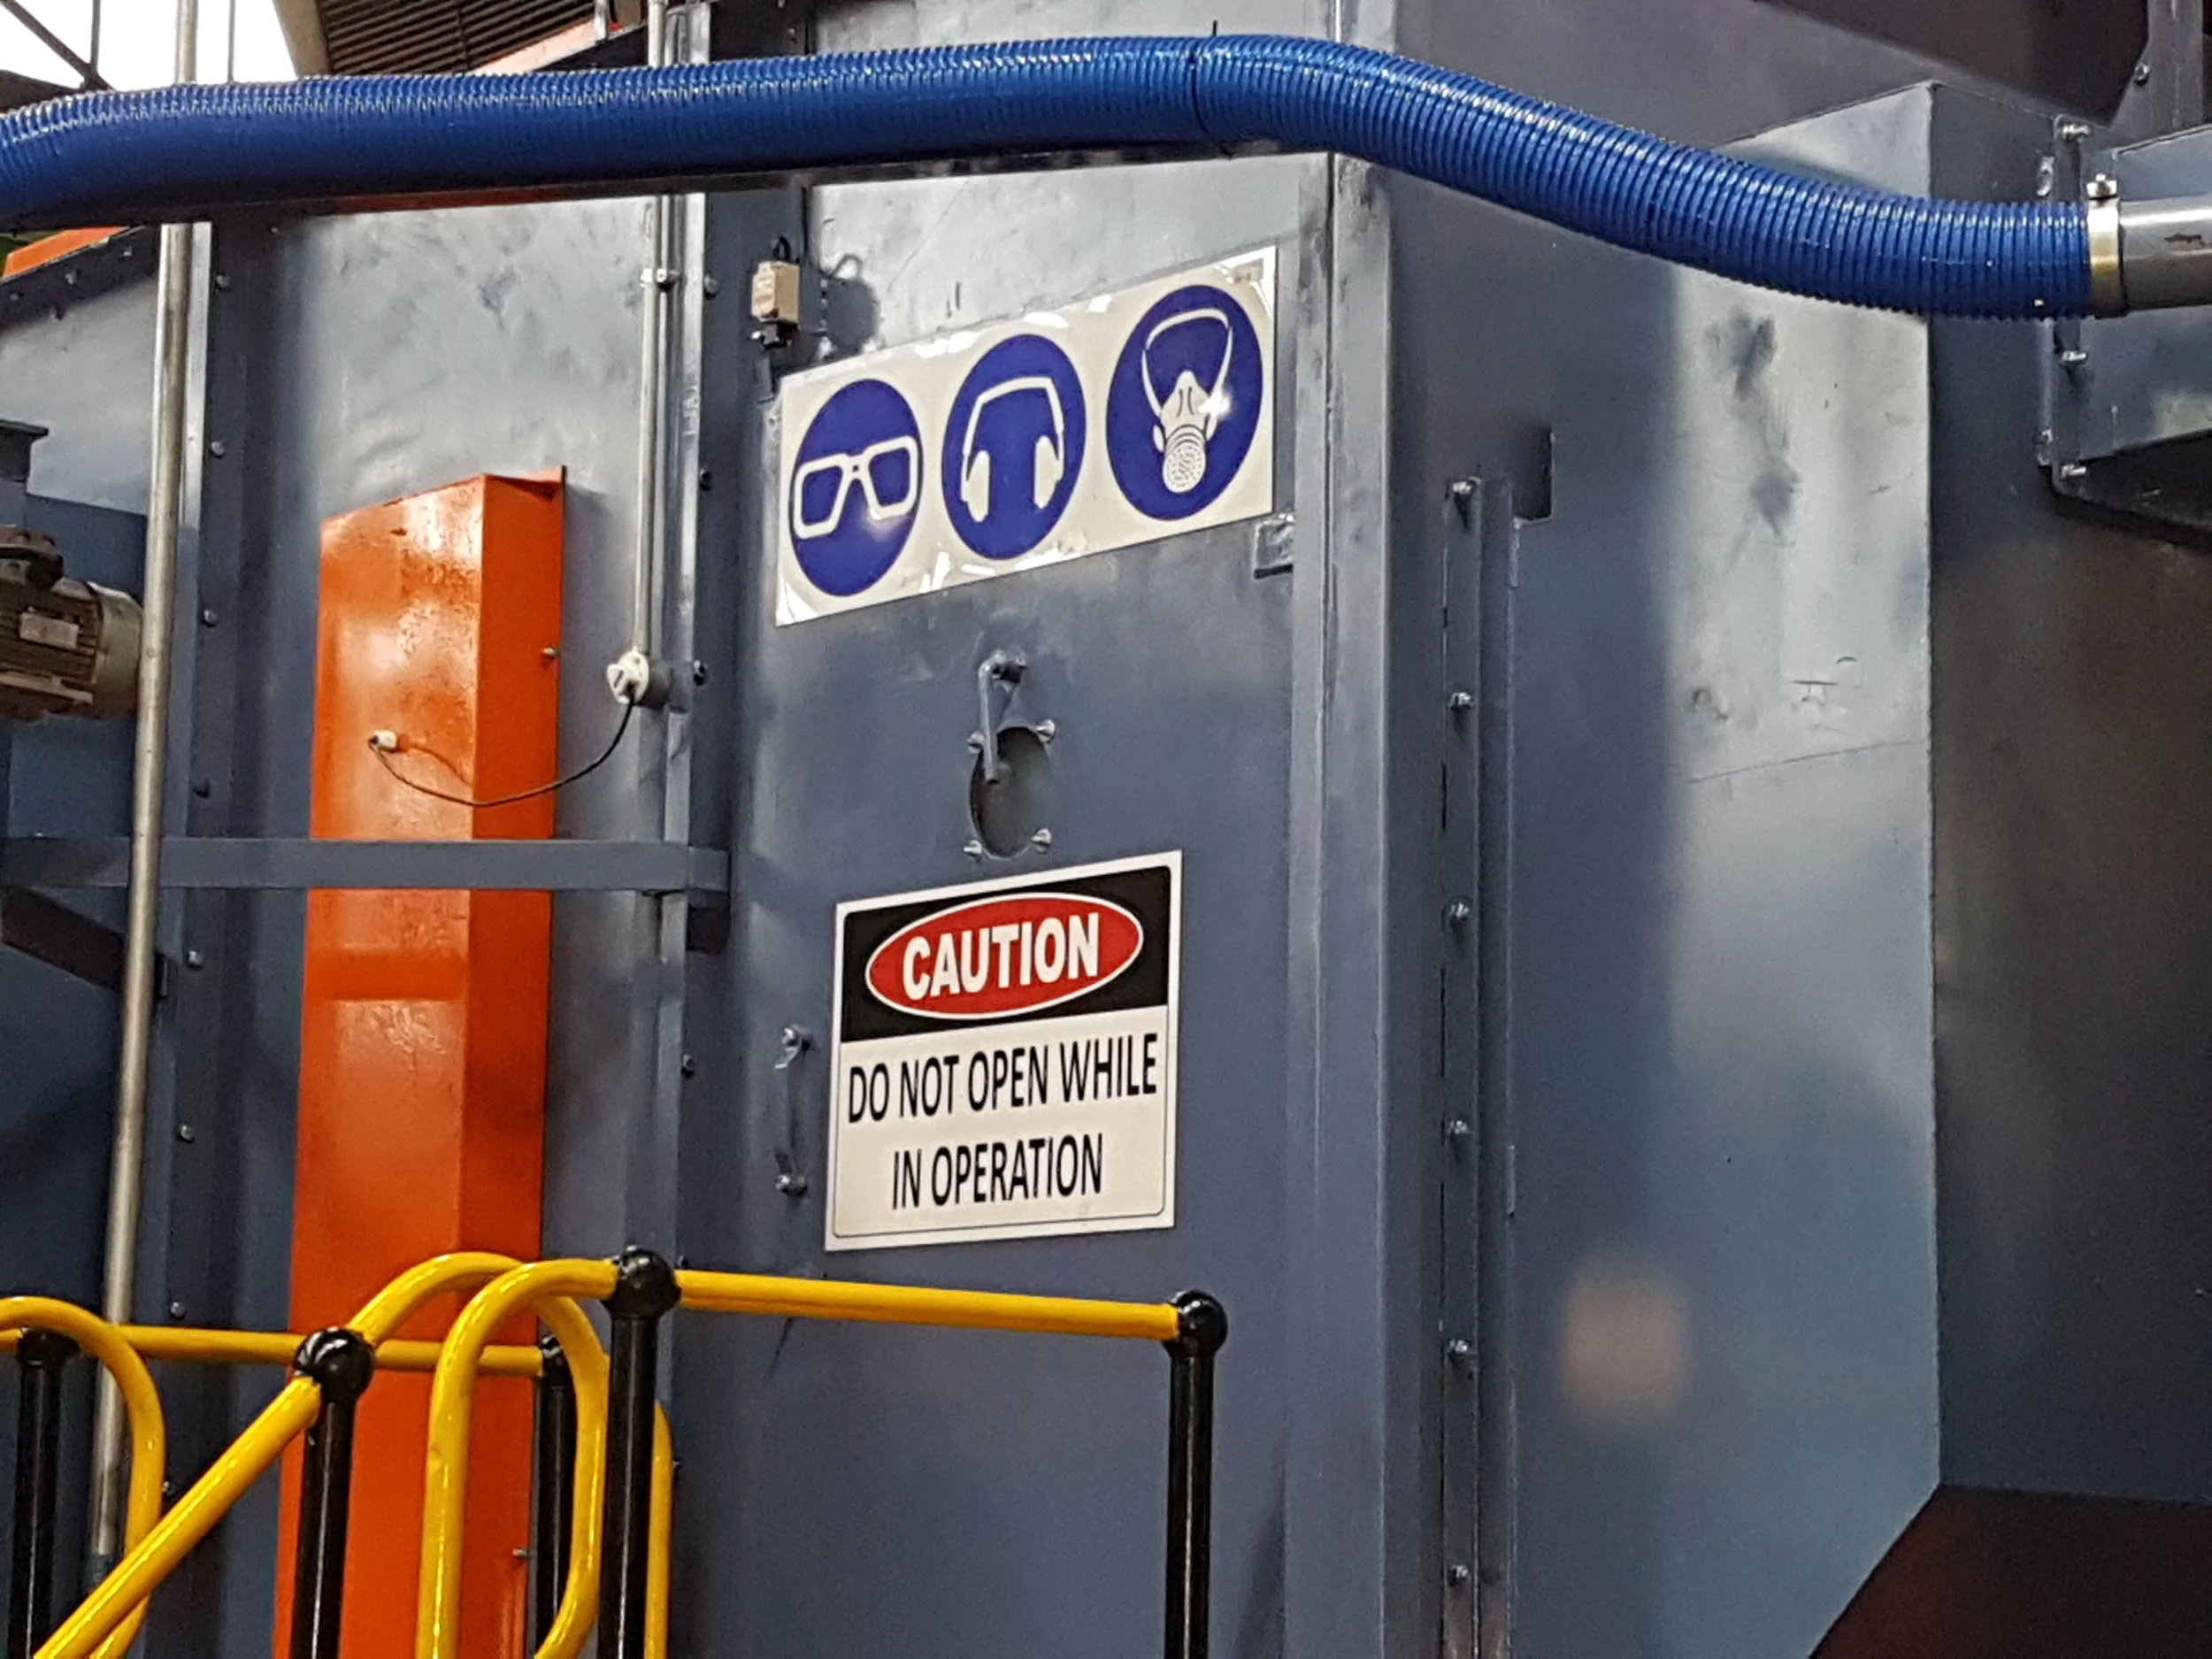 CAUTION
DO NOT OPEN WHILE
IN OPERATION